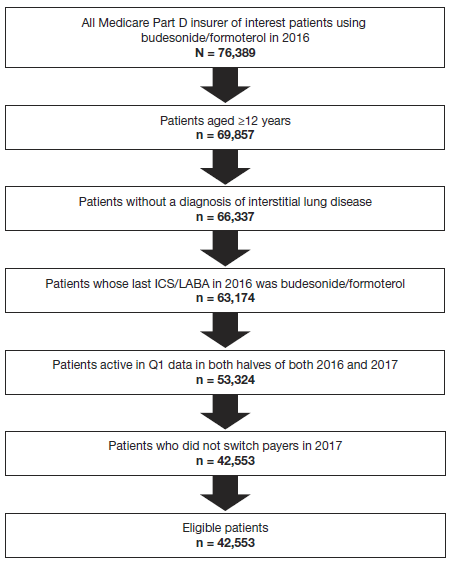 All Medicare Part D insurer of interest patients using
budesonide/formoterol in 2016
N = 76,389
Patients aged ≥12 years
n = 69,857
Patients without a diagnosis of interstitial lung disease
n = 66,337
Patients whose last ICS/LABA in 2016 was budesonide/formoterol
n = 63,174
Patients active in Q1 data in both halves of both 2016 and 2017
n = 53,324
Patients who did not switch payers in 2017
n = 42,553
Eligible patients
n = 42,553